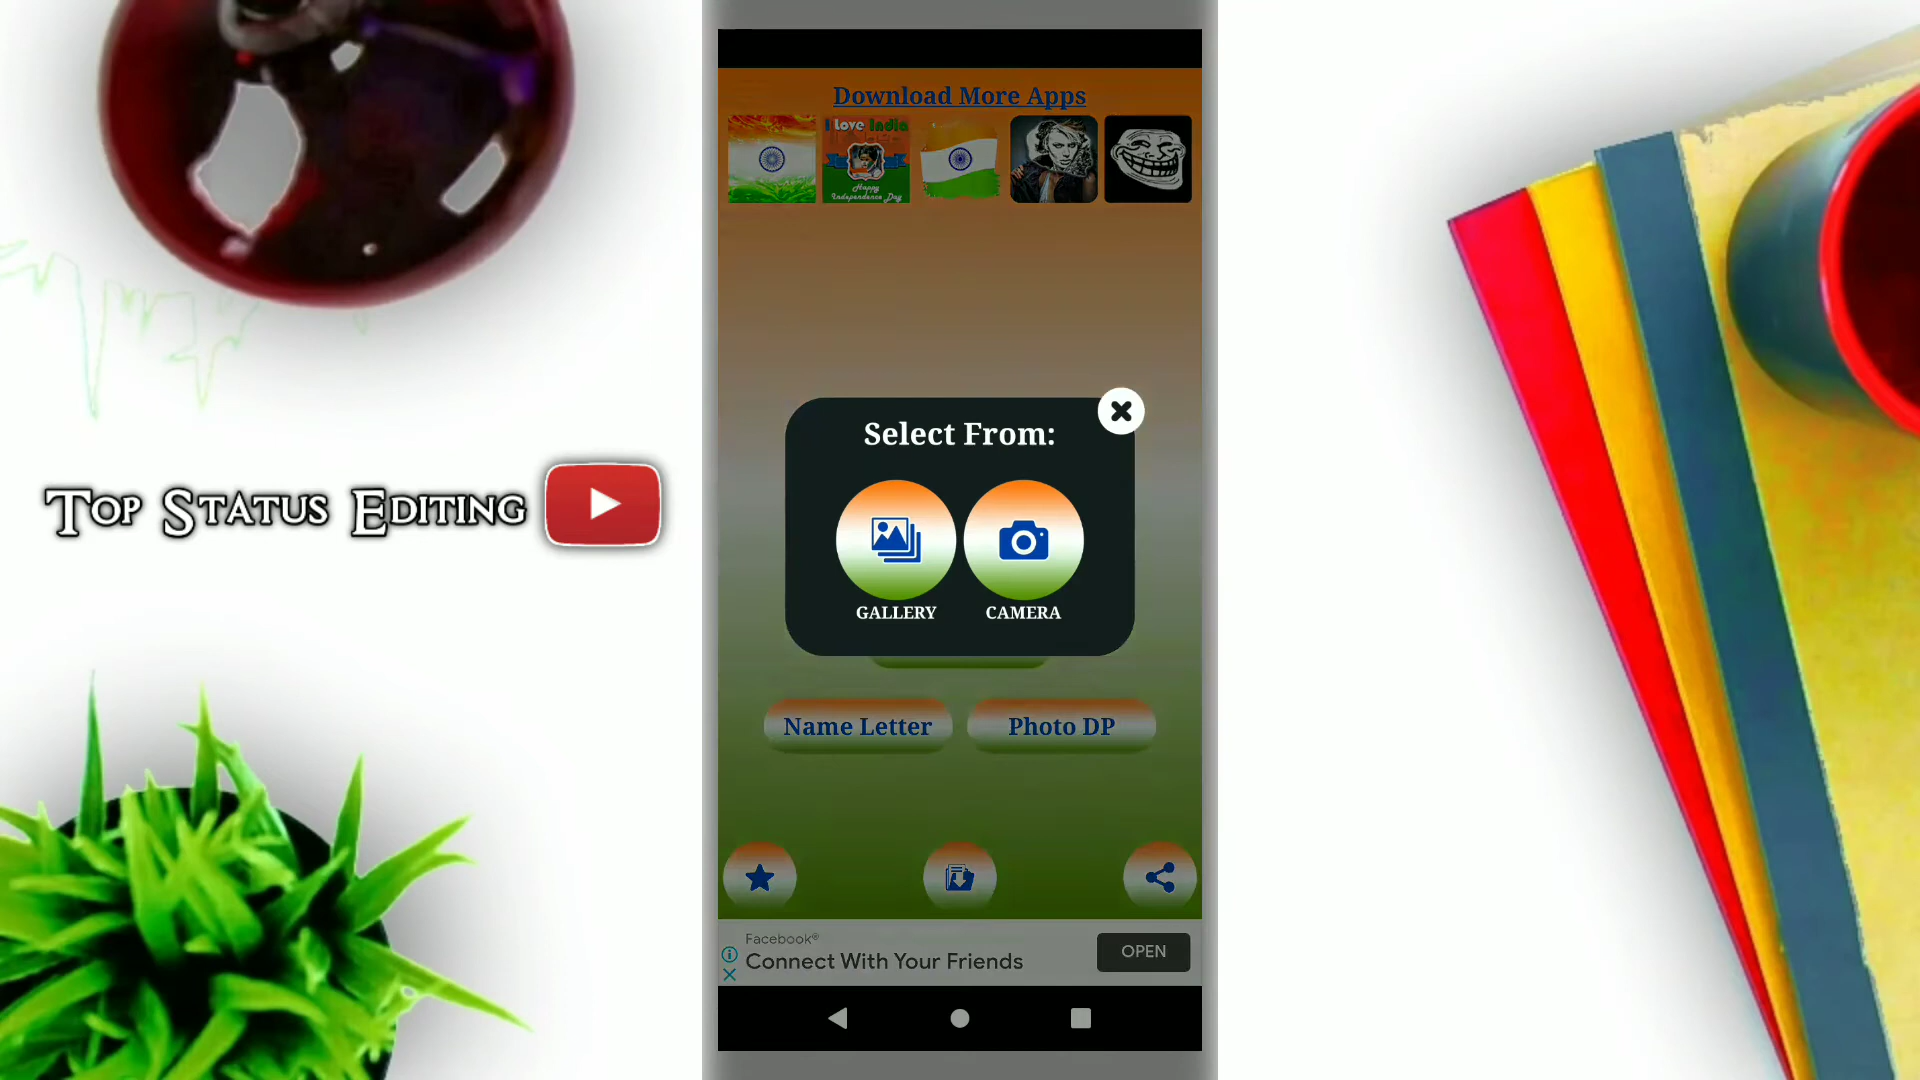 Download More Apps
I Love India
Happy
Independence Day
Select From:
GALLERY
CAMERA
Top Status Editing
Name Letter
Photo DP
Facebook®
Connect With Your Friends
OPEN